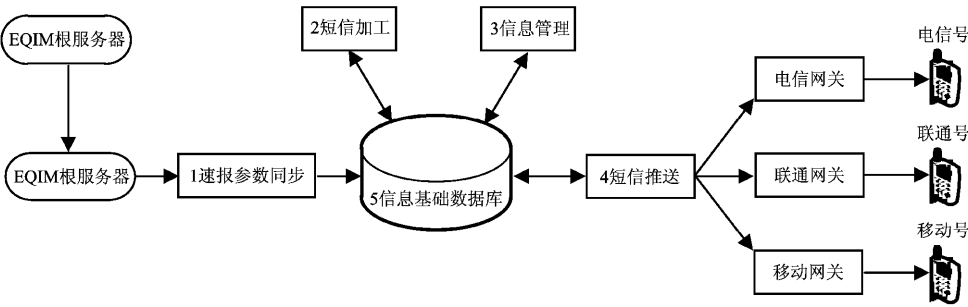 EQIM根服务器
2短信加工
3信息管理
电信号
电信网关
联通号
EQIM根服务器
1速报参数同步
5信息基础数据库
4短信推送
联通网关
移动号
移动网关